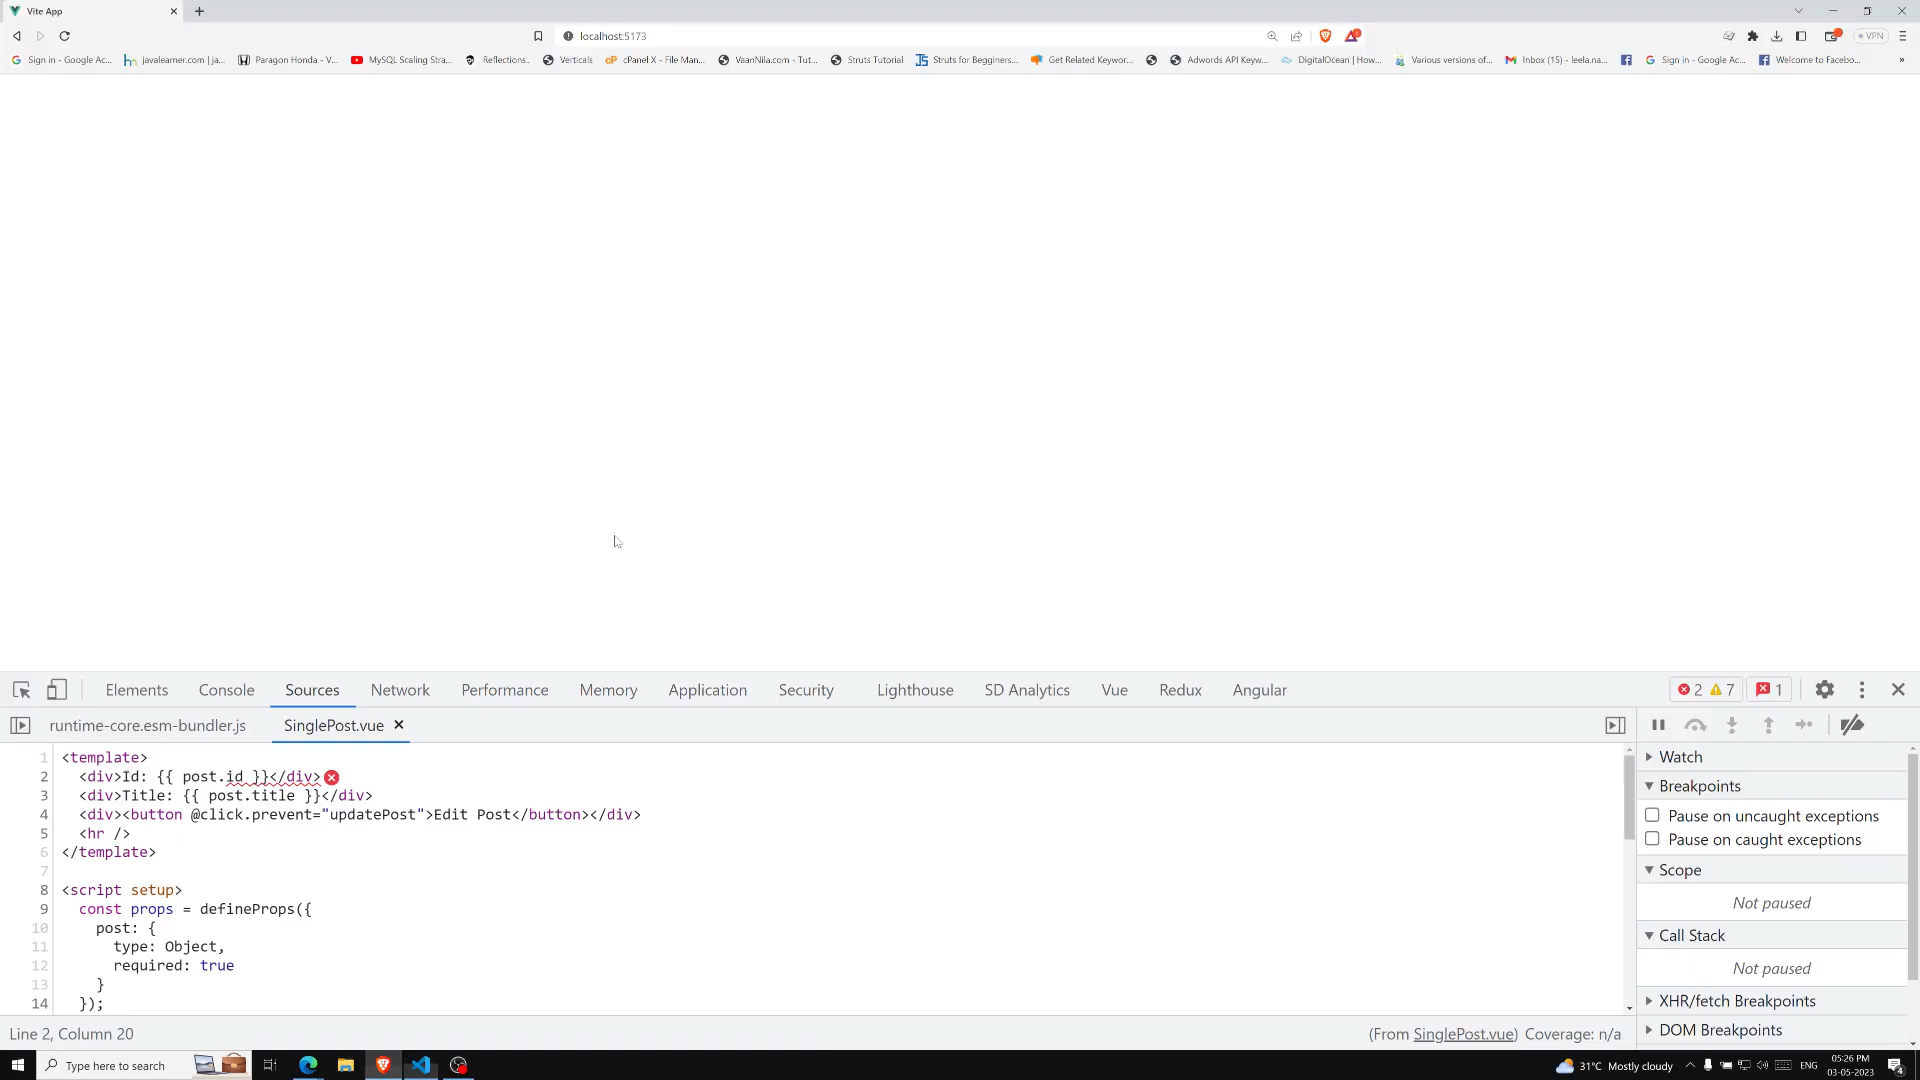 Vite App
localhost:5173
VPN
Sign in - Google Ac...
javalearner.com | ja...
Paragon Honda - V...
MySQL Scaling Stra...
Reflections..
Verticals
cPanel X - File Man...
VaanNila.com - Tut...
Struts Tutorial
Struts for Begginers...
Get Related Keywor...
Adwords API Keyw...
DigitalOcean | How...
Various versions of...
Inbox (15) - leela.na...
Sign in - Google Ac...
Welcome to Facebo...
»
Elements
Console
Sources
Network
Performance
Memory
Application
Security
Lighthouse
SD Analytics
Vue
Redux
Angular
2
7
1
runtime-core.esm-bundler.js
SinglePost.vue
1 <template>
2 <div>Id: {{ post.id }}</div>
3 <div>Title: {{ post.title }}</div>
4 <div><button @click.prevent="updatePost">Edit Post</button></div>
5 <hr />
6 </template>
7
8 <script setup>
9 const props = defineProps({
10 post: {
11 type: Object,
12 required: true
13 }
14 });
Watch
Breakpoints
Pause on uncaught exceptions
Pause on caught exceptions
Scope
Not paused
Call Stack
Not paused
XHR/fetch Breakpoints
DOM Breakpoints
Line 2, Column 20
(From SinglePost.vue) Coverage: n/a
Type here to search
31°C Mostly cloudy
ENG
05:26 PM
03-05-2023
4